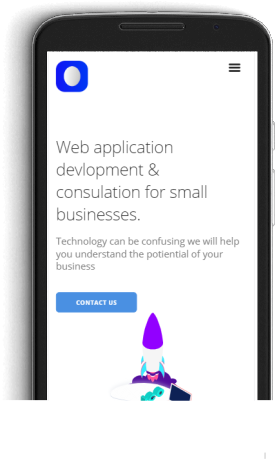 Web application
devlopment &
consulation for small
businesses.
Technology can be confusing we will help
you understand the potiential of your
business
CONTACT US